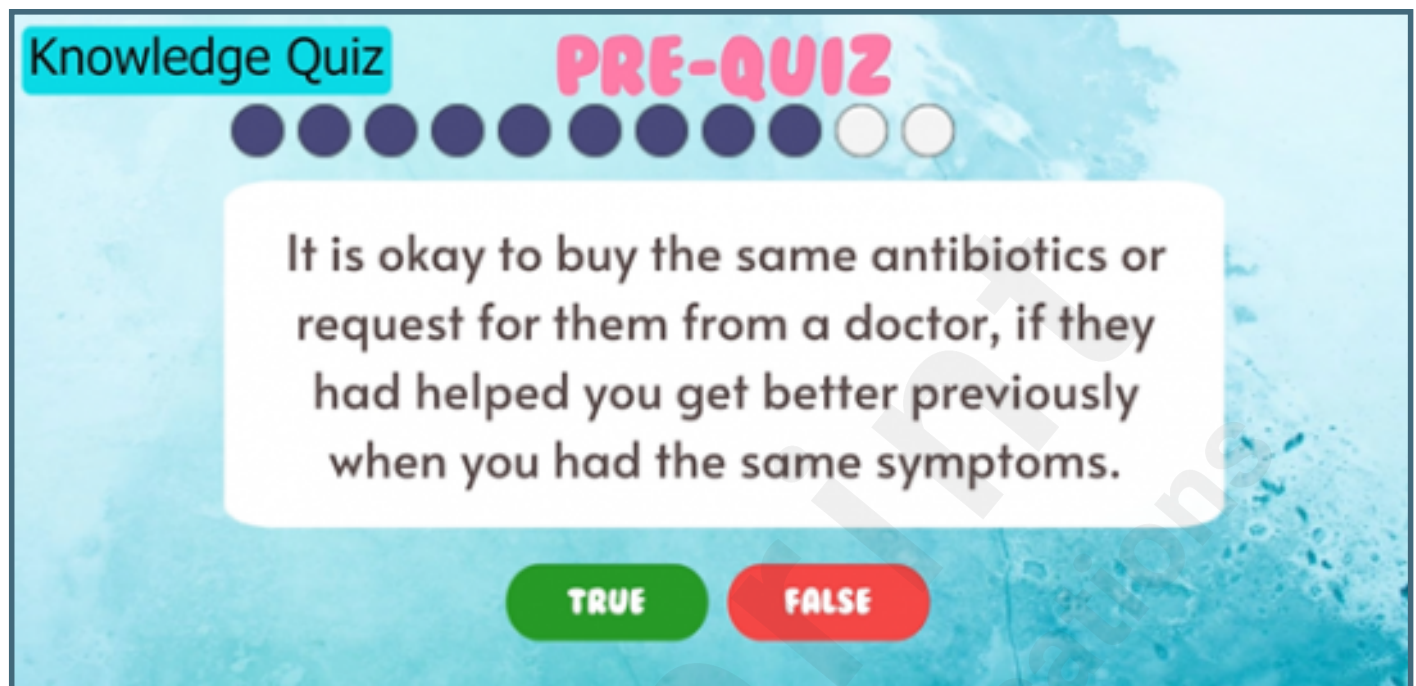 Knowledge Quiz
PRE-QUIZ
It is okay to buy the same antibiotics or
request for them from a doctor, if they
had helped you get better previously
when you had the same symptoms.
TRUE
FALSE